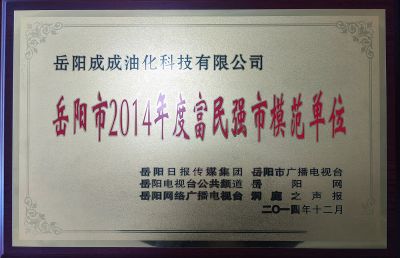 岳阳成成油化科技有限公司
岳阳市2014年度富民强市模范单位
岳阳日报传媒集团 岳阳市广播电视台
岳阳电视台公共频道 岳阳网
岳阳网络广播电视台 洞庭之声报
二〇一四年十二月